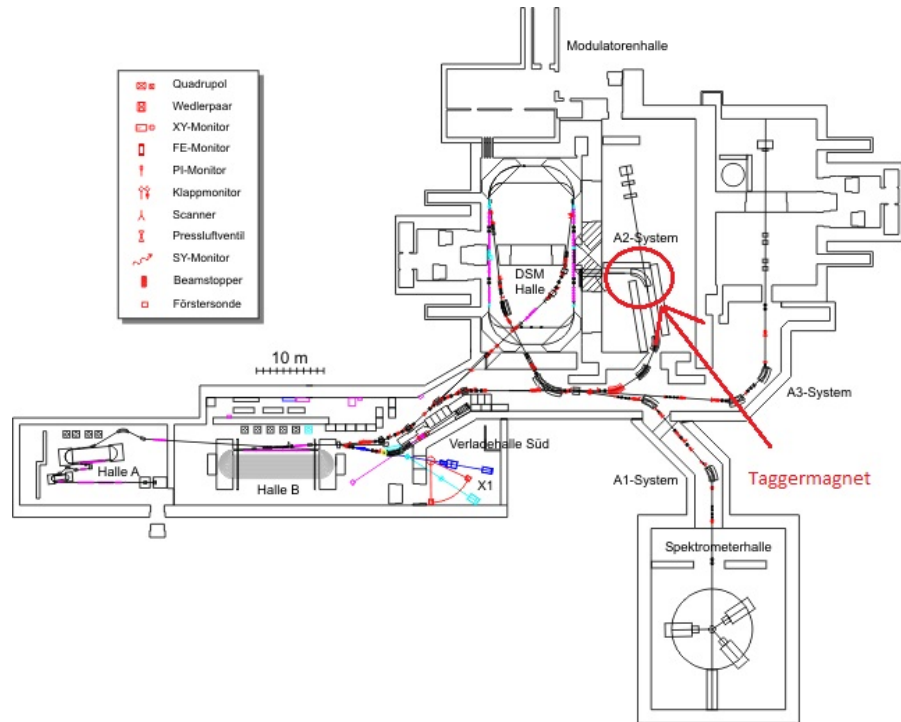 Modulatorenhalle
Quadrupol
Wedlerpaar
XY-Monitor
FE-Monitor
PI-Monitor
Klappmonitor
Scanner
Pressluftventil
SY-Monitor
Beamstopper
Förstersonde
A2-System
DSM
Halle
10 m
A3-System
Verladehalle Süd
Halle A
Halle B
X1
A1-System
Taggermagnet
Spektrometerhalle